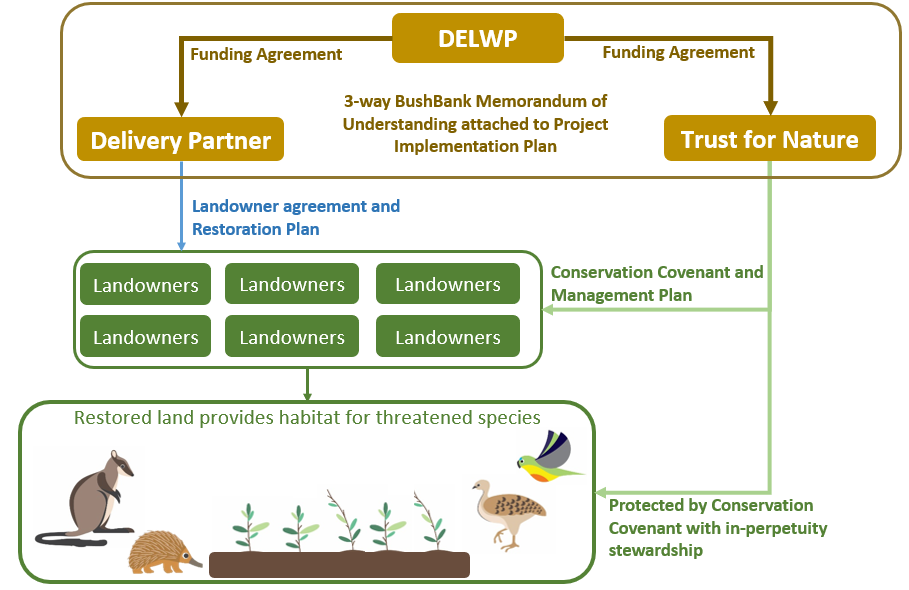 DELWP
Funding Agreement
Funding Agreement
3-way BushBank Memorandum of
Understanding attached to Project
Implementation Plan
Delivery Partner
Trust for Nature
Landowner agreement and
Restoration Plan
Landowners
Landowners
Landowners
Conservation Covenant and
Management Plan
Landowners
Landowners
Landowners
Restored land provides habitat for threatened species
Protected by Conservation
Covenant with in-perpetuity
stewardship